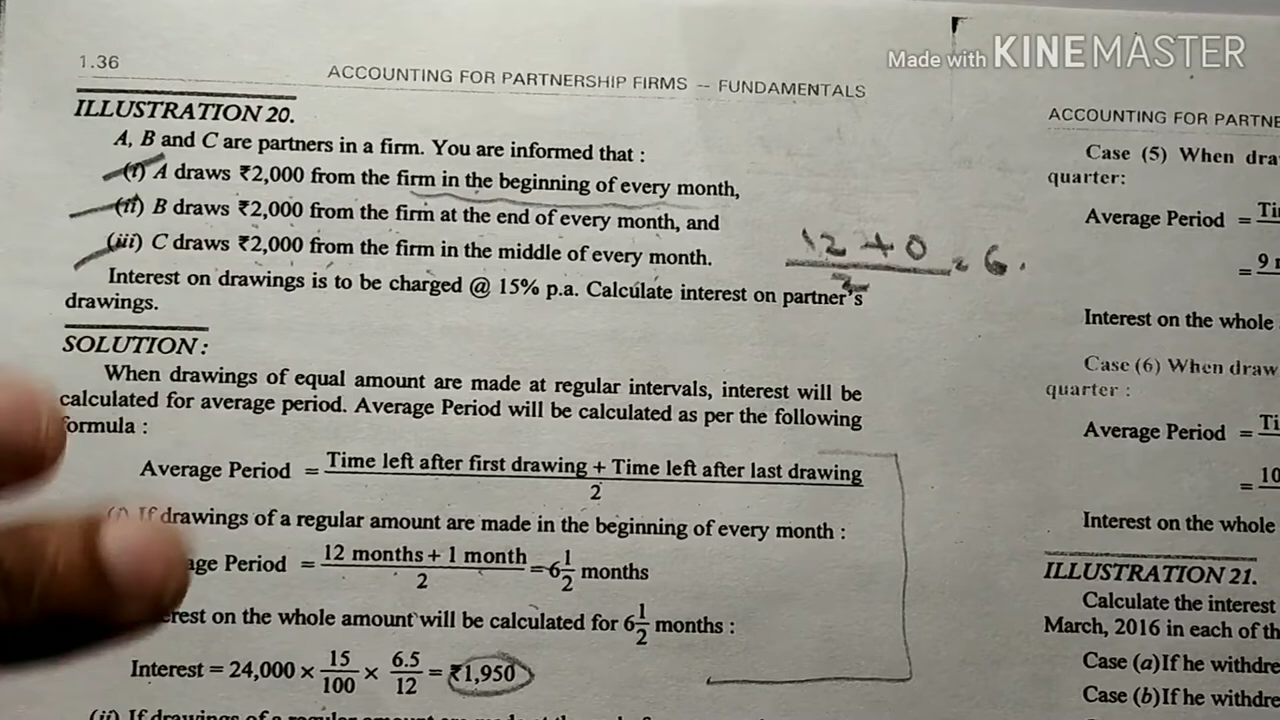 Made with KINEMASTER
1.36
ACCOUNTING FOR PARTNERSHIP FIRMS -- FUNDAMENTALS
ILLUSTRATION 20.
A, B and C are partners in a firm. You are informed that :
(i) A draws ₹2,000 from the firm in the beginning of every month,
(ii) B draws ₹2,000 from the firm at the end of every month, and
(iii) C draws ₹2,000 from the firm in the middle of every month.
Interest on drawings is to be charged @ 15% p.a. Calculate interest on partner's
drawings.
12 + 0 = 6.
2
SOLUTION :
When drawings of equal amount are made at regular intervals, interest will be
calculated for average period. Average Period will be calculated as per the following
formula :
Average Period = Time left after first drawing + Time left after last drawing
2
(i) If drawings of a regular amount are made in the beginning of every month :
age Period = 12 months + 1 month = 6 1/2 months
2
erest on the whole amount will be calculated for 6 1/2 months :
Interest = 24,000 × 15/100 × 6.5/12 = ₹1,950
ACCOUNTING FOR PARTNE
Case (5) When dra
quarter:
Average Period = Ti
= 9
Interest on the whole
Case (6) When draw
quarter :
Average Period = Ti
= 10
Interest on the whole
ILLUSTRATION 21.
Calculate the interest
March, 2016 in each of th
Case (a) If he withdre
Case (b) If he withdre